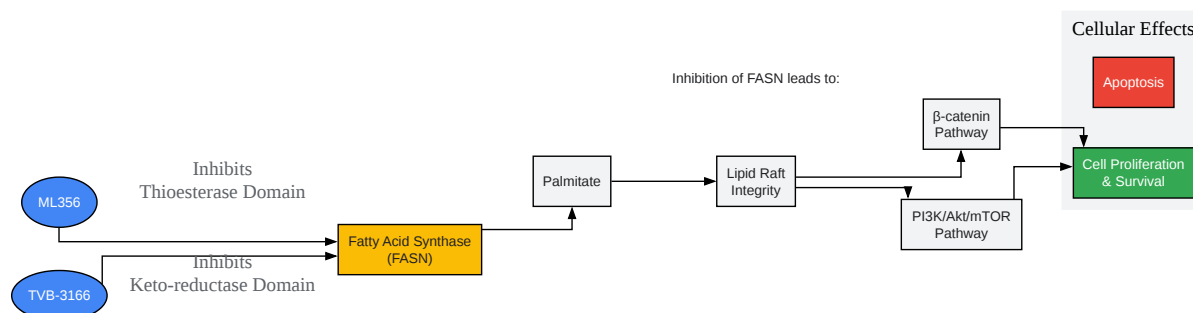 Cellular Effects
Inhibition of FASN leads to:
Apoptosis
β-catenin
Pathway
Inhibits
Thioesterase Domain
Palmitate
Lipid Raft
Integrity
Cell Proliferation
& Survival
ML356
PI3K/Akt/mTOR
Pathway
Fatty Acid Synthase
(FASN)
Inhibits
Keto-reductase Domain
TVB-3166